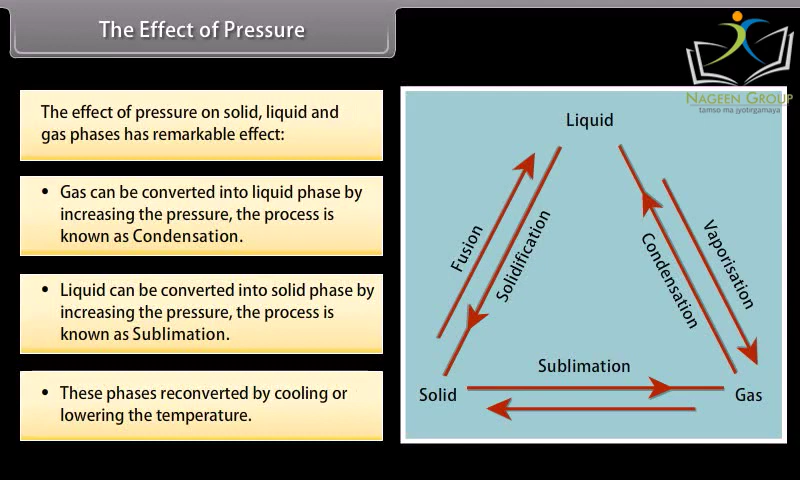 The Effect of Pressure
NAGEEN GROUP
tamso ma jyotirgamaya
The effect of pressure on solid, liquid and
gas phases has remarkable effect:
• Gas can be converted into liquid phase by
increasing the pressure, the process is
known as Condensation.
• Liquid can be converted into solid phase by
increasing the pressure, the process is
known as Sublimation.
• These phases reconverted by cooling or
lowering the temperature.
Liquid
Fusion
Solidification
Condensation
Vaporisation
Sublimation
Solid
Gas